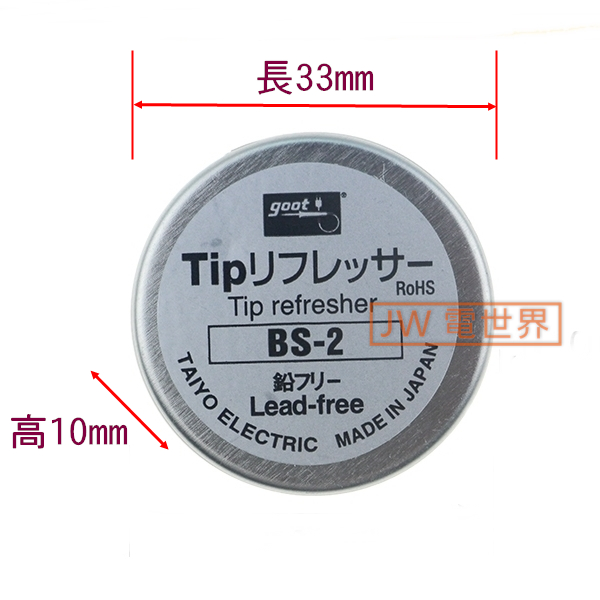 長33mm
goot®
Tipリフレッサー
RoHS
Tip refresher
JW 電世界
BS-2
鉛フリー
Lead-free
TAIYO ELECTRIC MADE IN JAPAN
高10mm